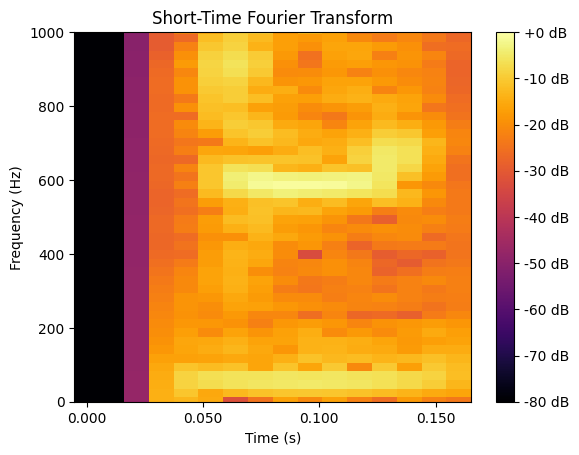 Short-Time Fourier Transform
Frequency (Hz)
1000
800
600
400
200
0
0.000
0.050
0.100
0.150
Time (s)
+0 dB
-10 dB
-20 dB
-30 dB
-40 dB
-50 dB
-60 dB
-70 dB
-80 dB